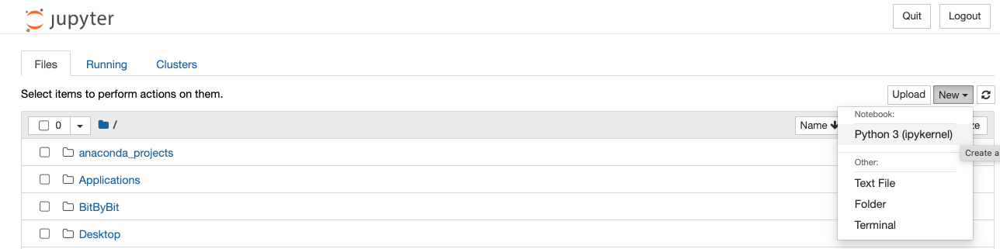 jupyter
Quit
Logout
Files
Running
Clusters
Select items to perform actions on them.
Upload
New
0
/
Name
Notebook:
Python 3 (ipykernel)
Create a
Other:
Text File
Folder
Terminal
anaconda_projects
Applications
BitByBit
Desktop